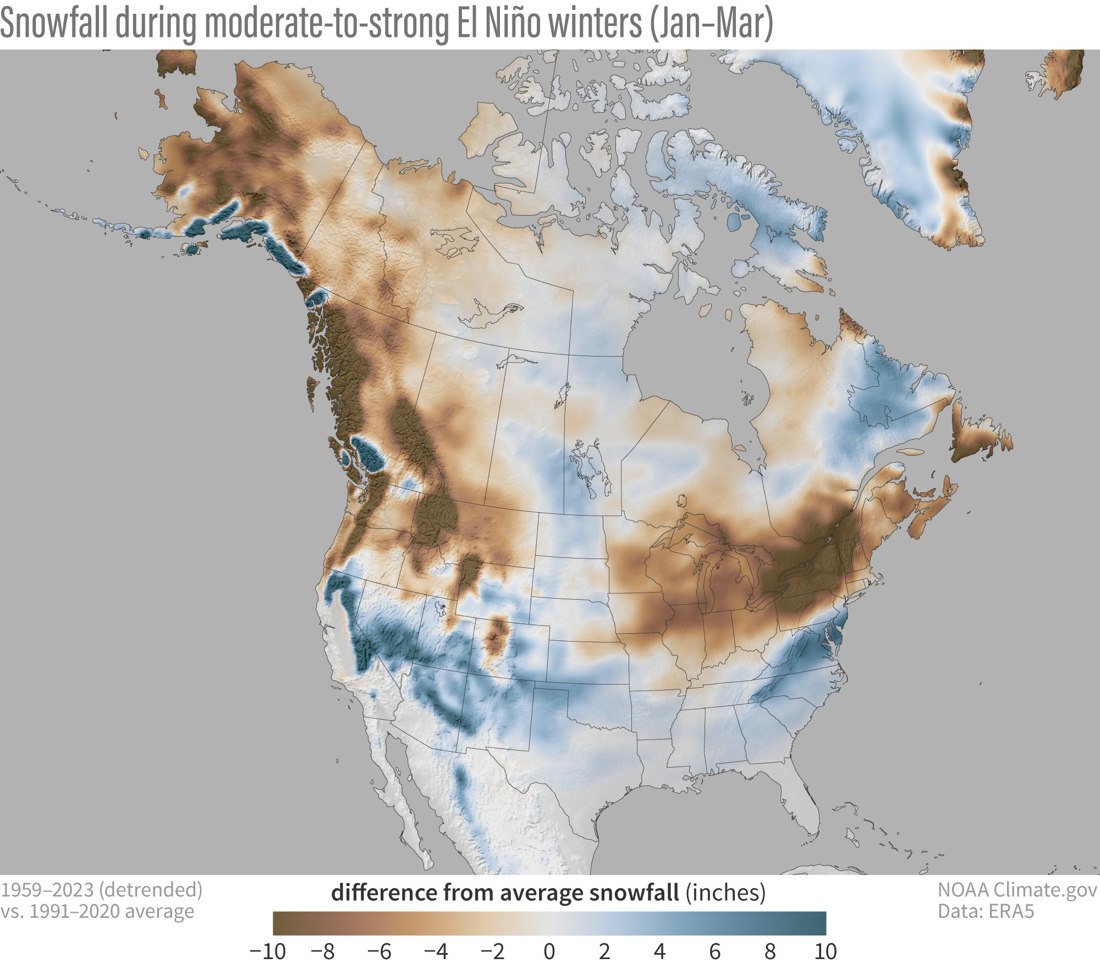 Snowfall during moderate-to-strong El Niño winters (Jan–Mar)
1959–2023 (detrended)
vs. 1991–2020 average
difference from average snowfall (inches)
−10 −8 −6 −4 −2 0 2 4 6 8 10
NOAA Climate.gov
Data: ERA5